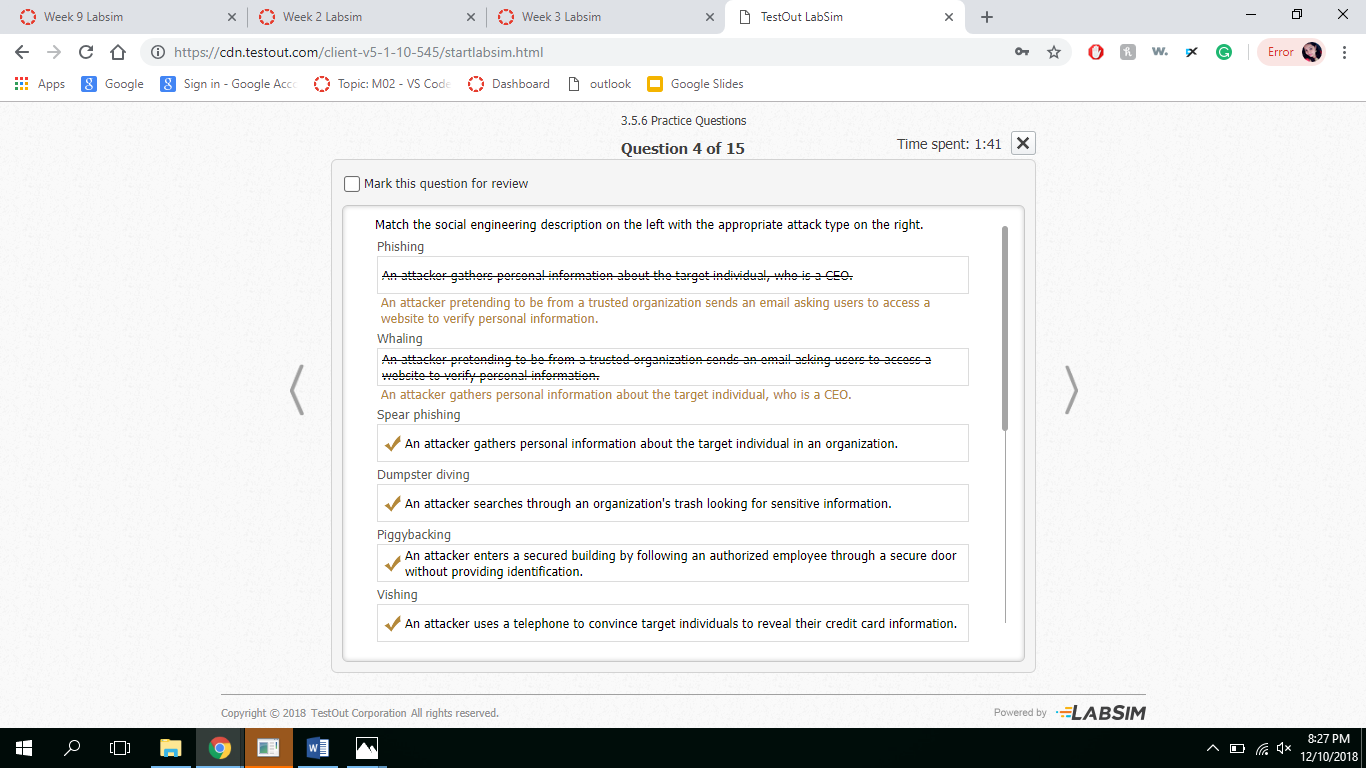 Week 9 Labsim
Week 2 Labsim
Week 3 Labsim
TestOut LabSim
https://cdn.testout.com/client-v5-1-10-545/startlabsim.html
Error
Apps
Google
Sign in - Google Acco
Topic: M02 - VS Code
Dashboard
outlook
Google Slides
3.5.6 Practice Questions
Question 4 of 15
Time spent: 1:41
Mark this question for review
Match the social engineering description on the left with the appropriate attack type on the right.
Phishing
An attacker gathers personal information about the target individual, who is a CEO.
An attacker pretending to be from a trusted organization sends an email asking users to access a
website to verify personal information.
Whaling
An attacker pretending to be from a trusted organization sends an email asking users to access a
website to verify personal information.
An attacker gathers personal information about the target individual, who is a CEO.
Spear phishing
An attacker gathers personal information about the target individual in an organization.
Dumpster diving
An attacker searches through an organization's trash looking for sensitive information.
Piggybacking
An attacker enters a secured building by following an authorized employee through a secure door
without providing identification.
Vishing
An attacker uses a telephone to convince target individuals to reveal their credit card information.
Copyright © 2018 TestOut Corporation All rights reserved.
Powered by LABSIM
8:27 PM
12/10/2018